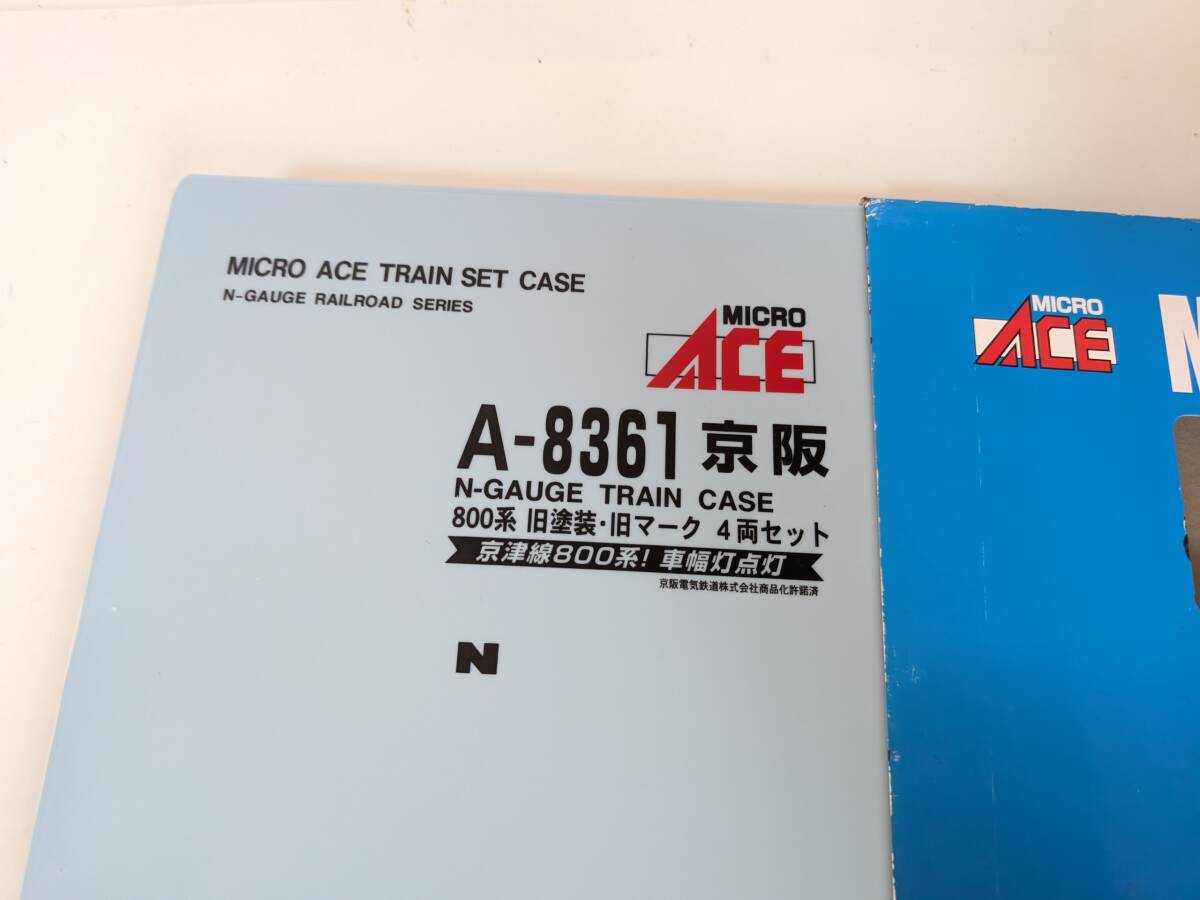 MICRO ACE TRAIN SET CASE
N-GAUGE RAILROAD SERIES
MICRO
ACE
A-8361 京阪
N-GAUGE TRAIN CASE
800系 旧塗装・旧マーク 4両セット
京津線800系! 車幅灯点灯
京阪電気鉄道株式会社商品化許諾済
N
MICRO
ACE